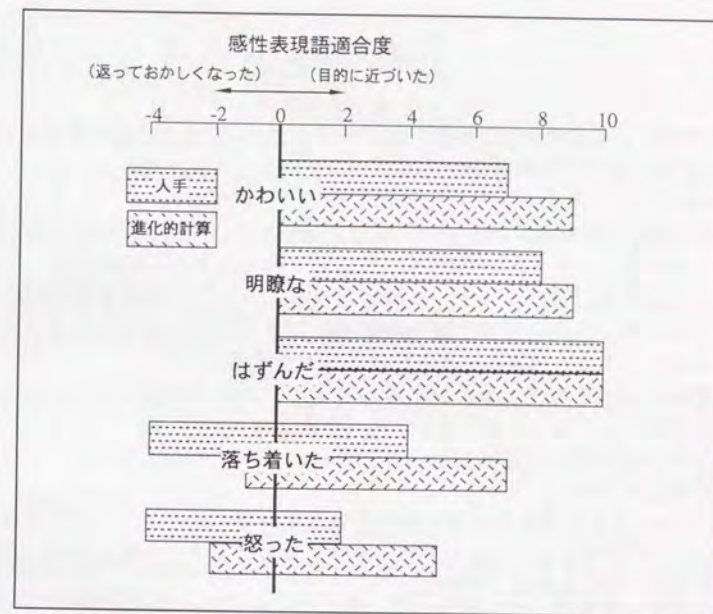 感性表現語適合度
（返っておかしくなった）
（目的に近づいた）
-4 -2 0 2 4 6 8 10
人手
進化的計算
かわいい
明瞭な
はずんだ
落ち着いた
怒った